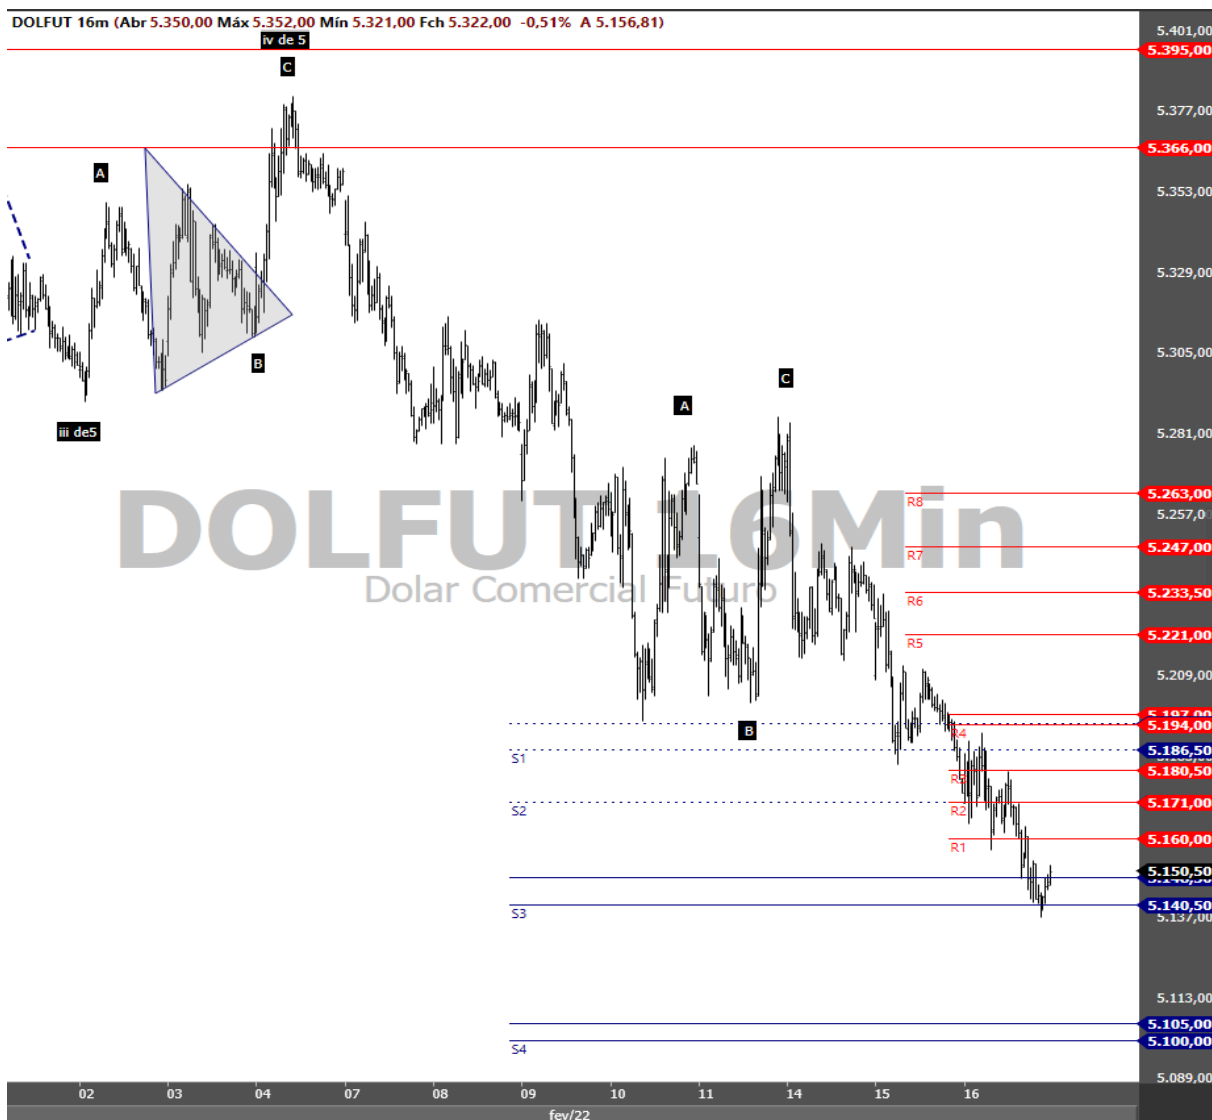 DOLFUT 16m (Abr 5.350,00 Máx 5.352,00 Mín 5.321,00 Fch 5.322,00 -0,51% A 5.156,81)
5.401,00
iv de 5
5.395,00
C
5.377,00
5.366,00
A
5.353,00
5.329,00
B
5.305,00
C
A
iii de5
5.281,00
DOLFUT 16Min
Dolar Comercial Futuro
R8
5.263,00
5.257,0
R7
5.247,00
R6
5.233,50
R5
5.221,00
5.209,00
B
5.197,00
R4
5.194,00
S1
5.186,50
5.180,50
S2
R2
5.171,00
R1
5.160,00
5.150,50
S3
5.140,50
5.137,00
5.113,00
5.105,00
S4
5.100,00
5.089,00
02 03 04 07 08 09 10 11 14 15 16
fev/22